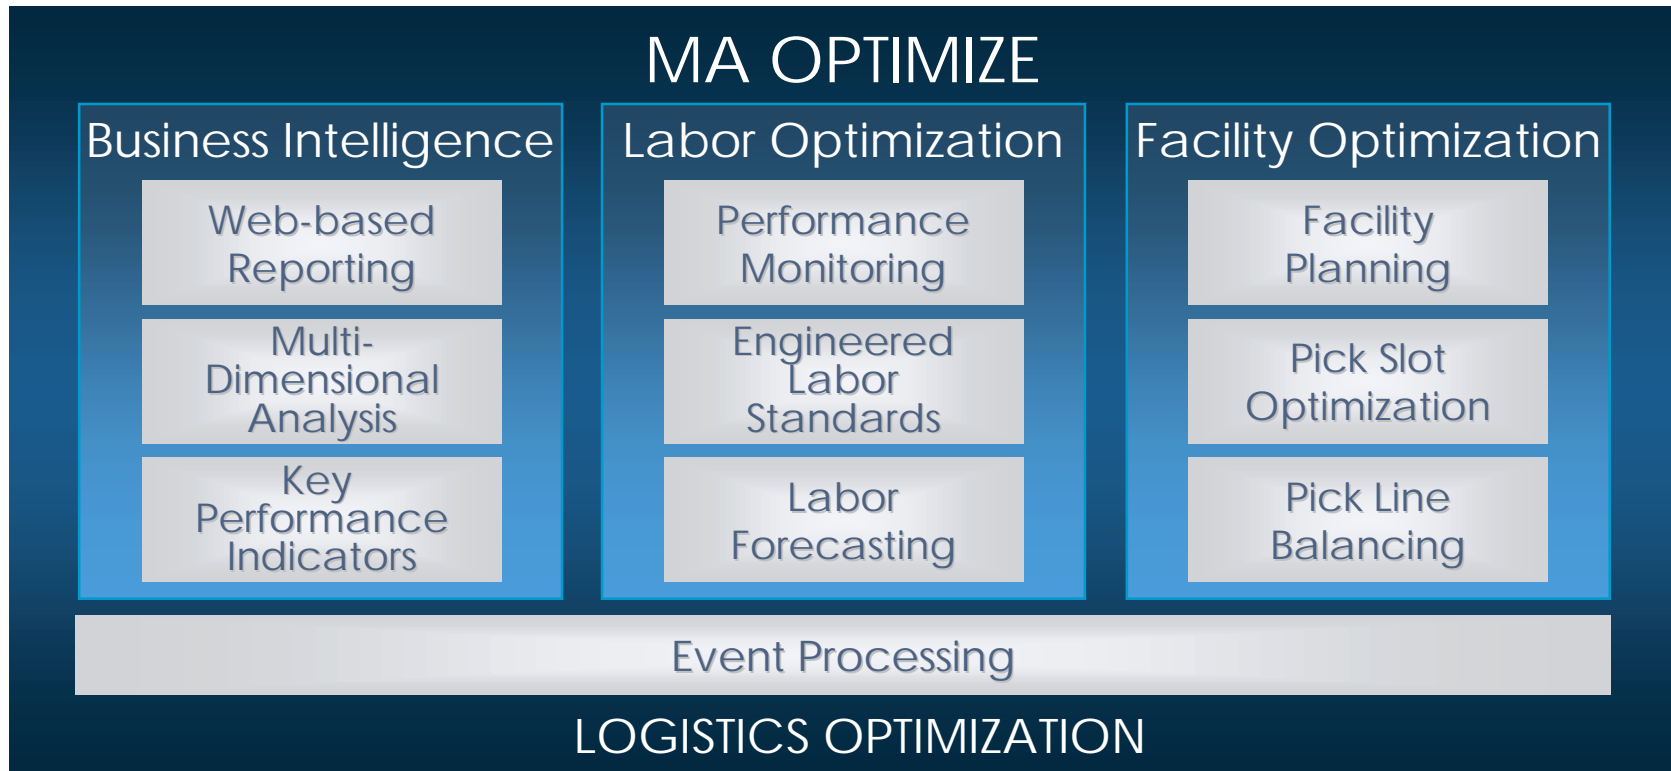 MA OPTIMIZE
Business Intelligence
Web-based
Reporting
Multi-
Dimensional
Analysis
Key
Performance
Indicators
Labor Optimization
Performance
Monitoring
Engineered
Labor
Standards
Labor
Forecasting
Facility Optimization
Facility
Planning
Pick Slot
Optimization
Pick Line
Balancing
Event Processing
LOGISTICS OPTIMIZATION